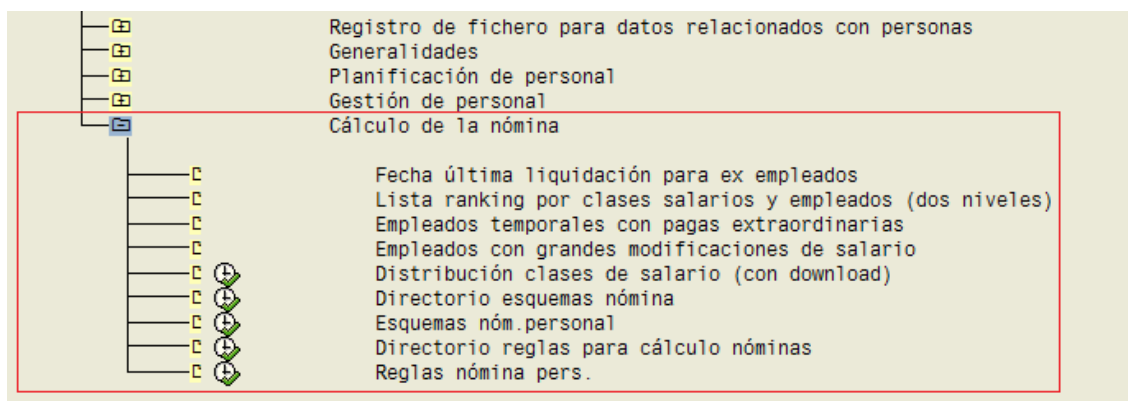 Registro de fichero para datos relacionados con personas
Generalidades
Planificación de personal
Gestión de personal
Cálculo de la nómina
Fecha última liquidación para ex empleados
Lista ranking por clases salarios y empleados (dos niveles)
Empleados temporales con pagas extraordinarias
Empleados con grandes modificaciones de salario
Distribución clases de salario (con download)
Directorio esquemas nómina
Esquemas nóm.personal
Directorio reglas para cálculo nóminas
Reglas nómina pers.